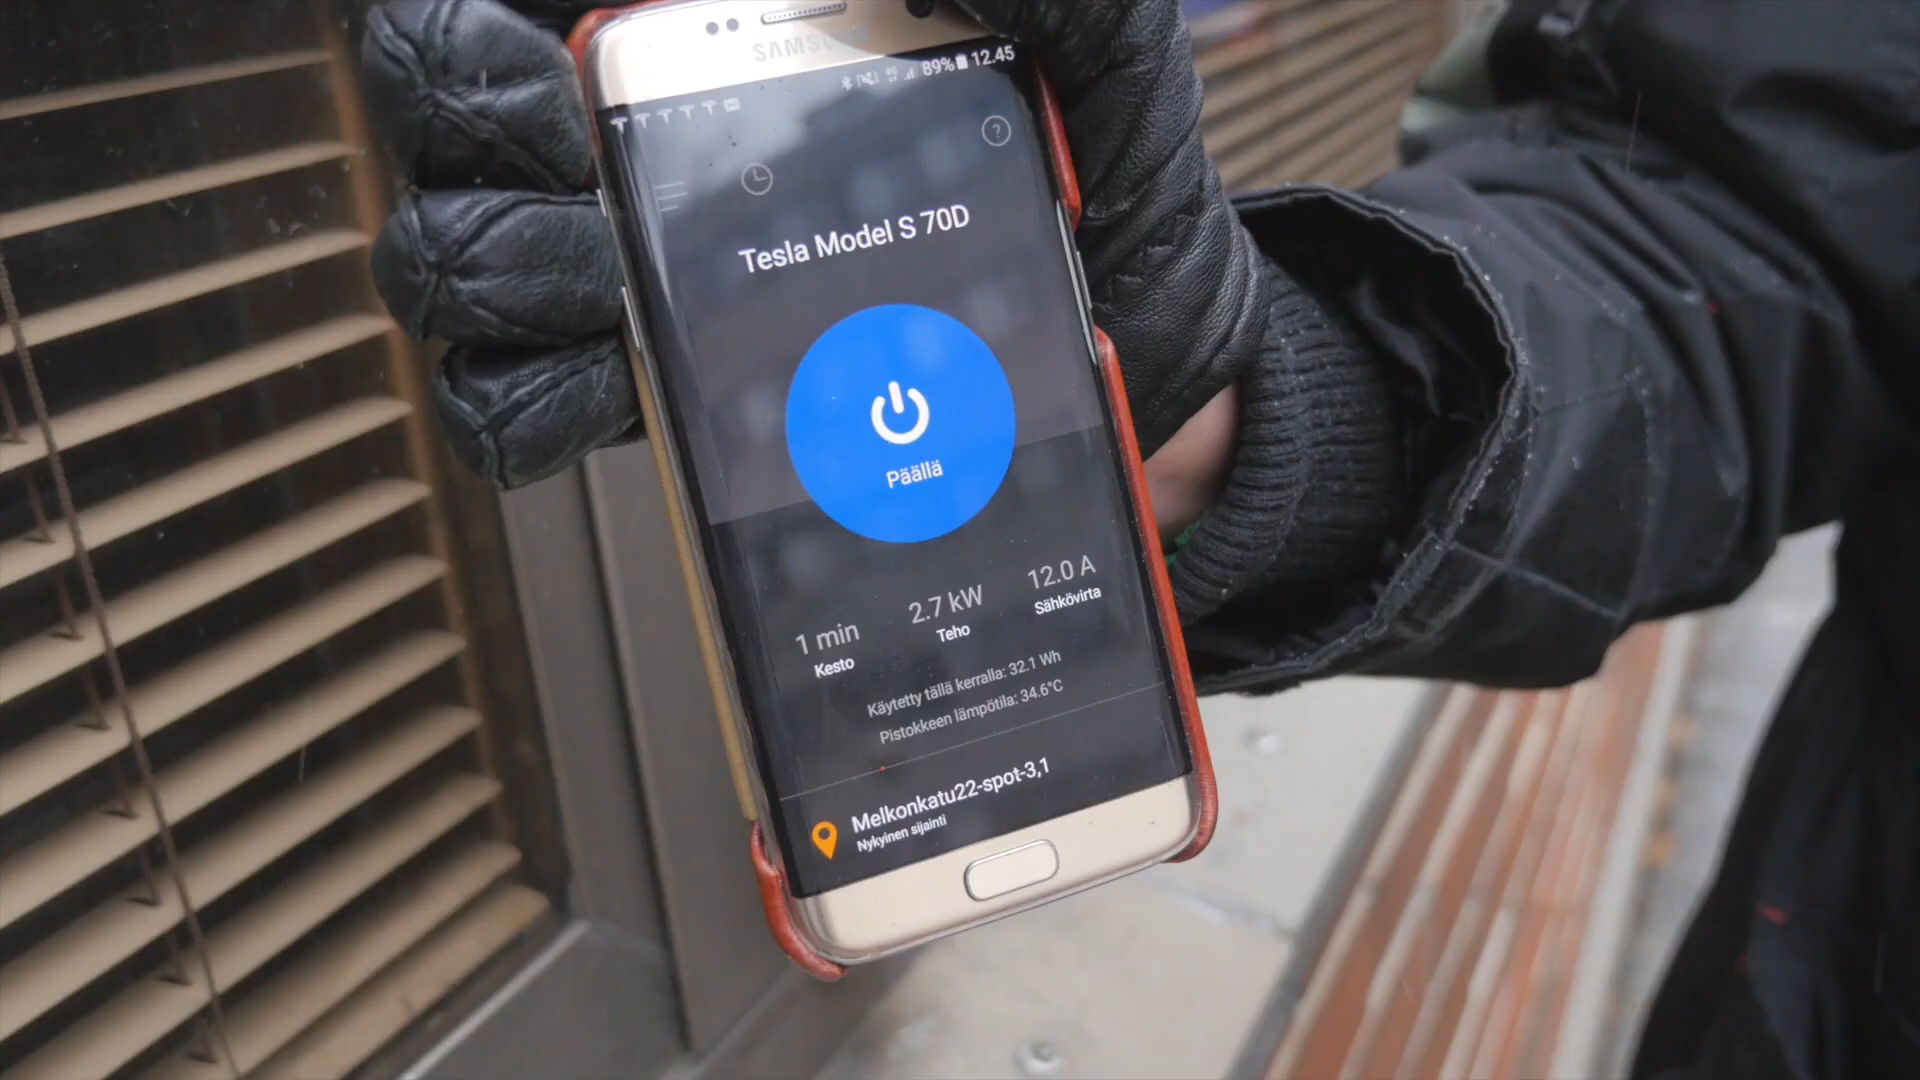 SAMSUNG
89% 12.45
?
Tesla Model S 70D
Päällä
1 min
Kesto
2.7 kW
Teho
12.0 A
Sähkövirta
Käytetty tällä kerralla: 32.1 Wh
Pistokkeen lämpötila: 34.6°C
Melkonkatu22-spot-3,1
Nykyinen sijainti